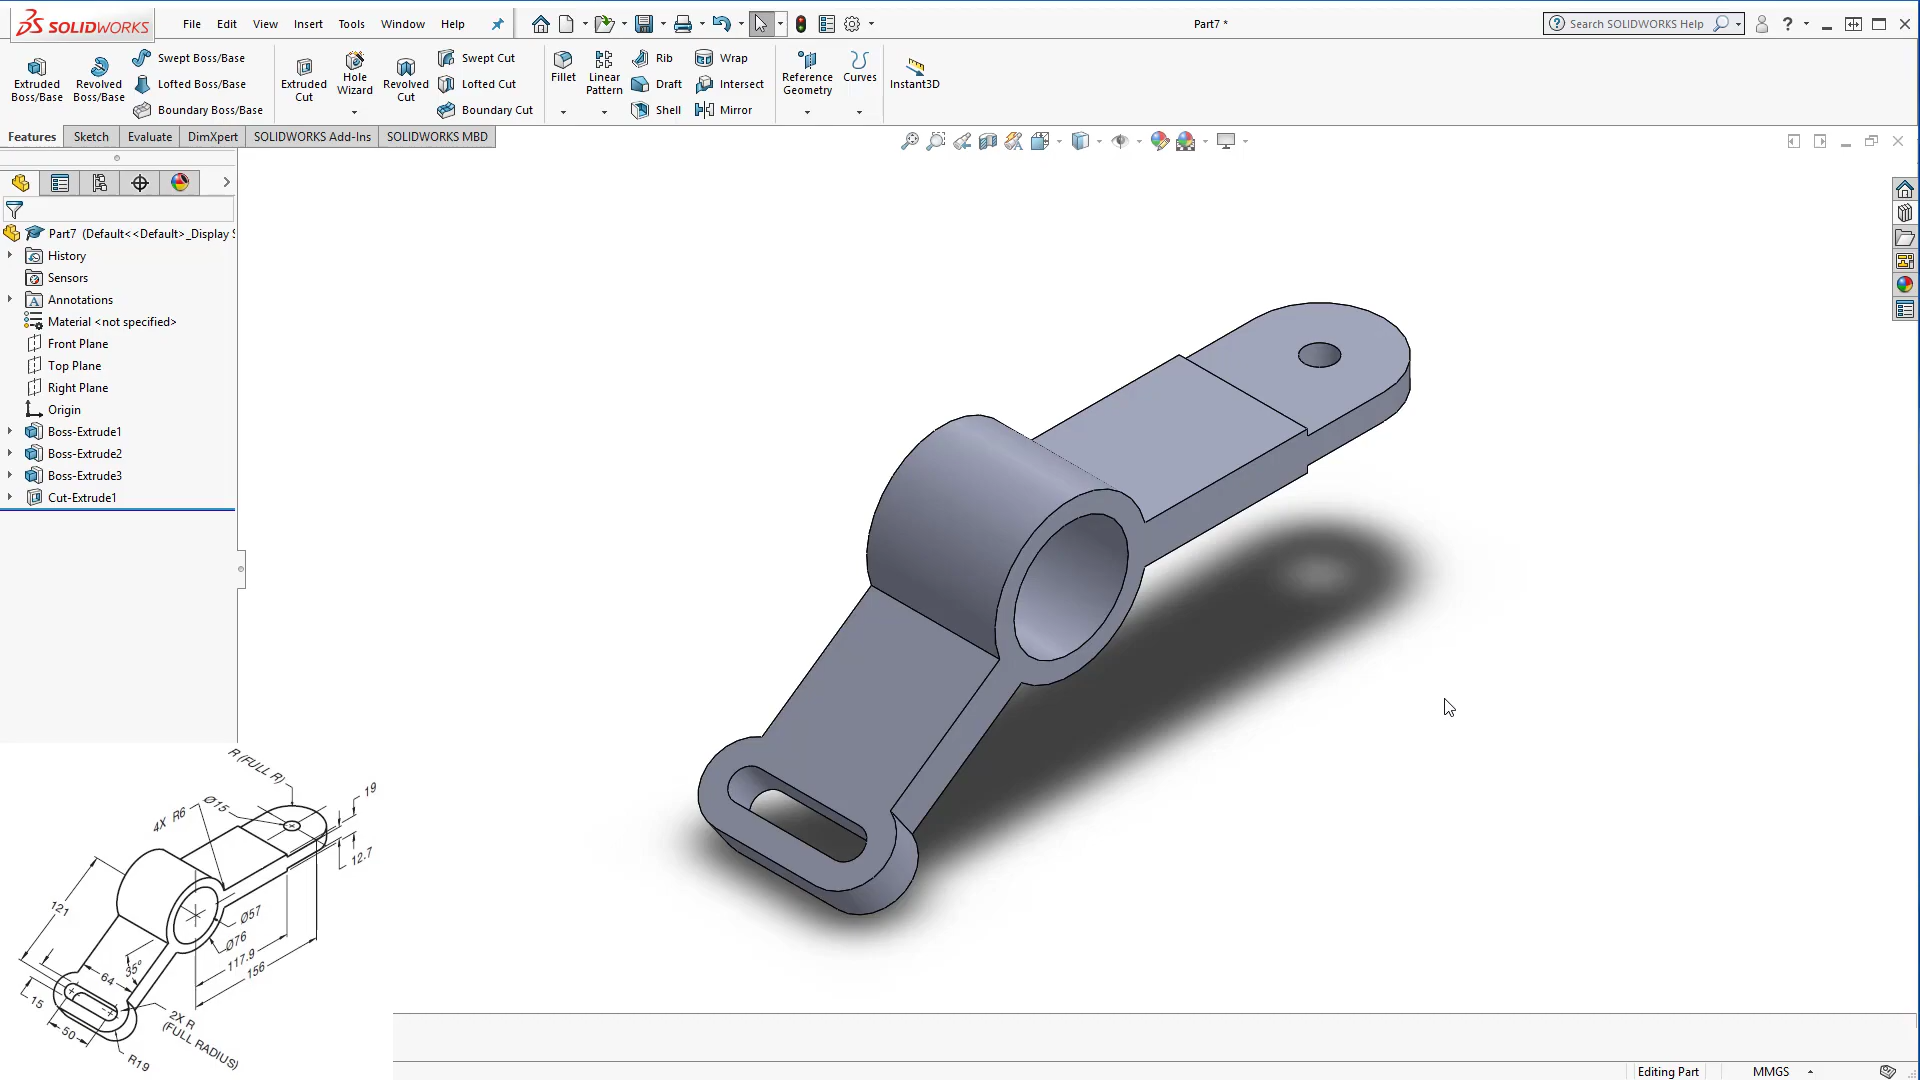 SOLIDWORKS File Edit View Insert Tools Window Help Part7 * Search SOLIDWORKS Help ?
Extruded Boss/Base
Revolved Boss/Base
Swept Boss/Base
Lofted Boss/Base
Boundary Boss/Base
Extruded Cut
Hole Wizard
Revolved Cut
Swept Cut
Lofted Cut
Boundary Cut
Fillet
Linear Pattern
Rib
Draft
Shell
Wrap
Intersect
Mirror
Reference Geometry
Curves
Instant3D
Features Sketch Evaluate DimXpert SOLIDWORKS Add-Ins SOLIDWORKS MBD
Part7 (Default<<Default>_Display S
History
Sensors
A Annotations
Material <not specified>
Front Plane
Top Plane
Right Plane
Origin
Boss-Extrude1
Boss-Extrude2
Boss-Extrude3
Cut-Extrude1
R (FULL R)
19
4X R6
Ø15
12.7
121
Ø57
Ø76
117.9
156
35°
64
15
50
2X R
(FULL RADIUS)
R19
Editing Part MMGS